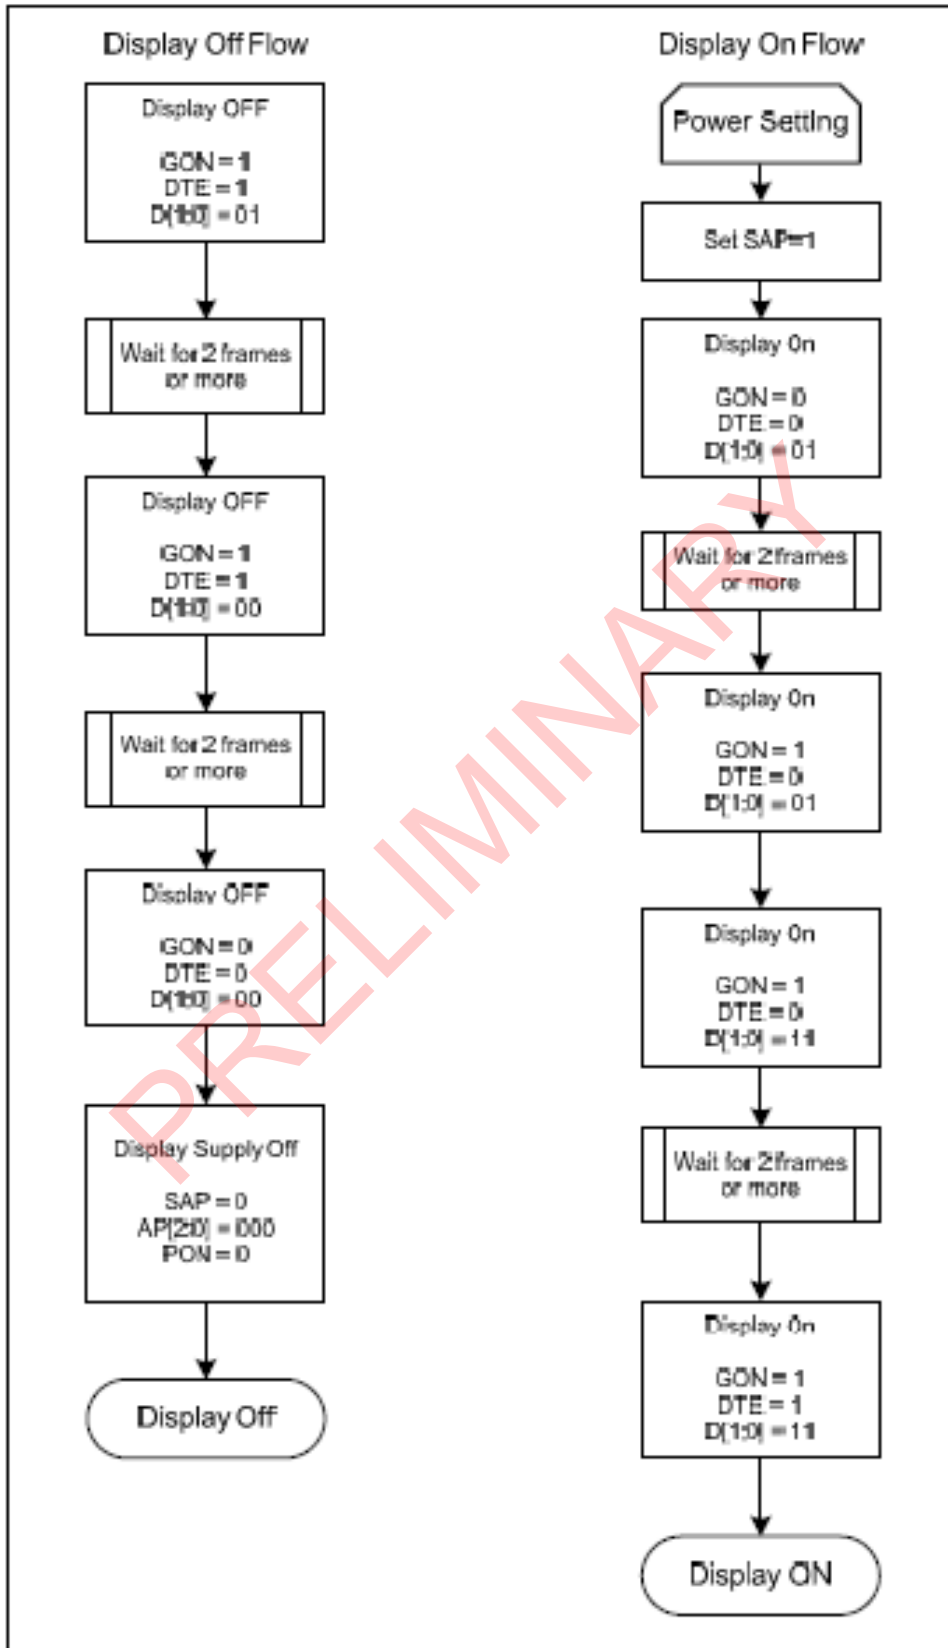 Display Off Flow
Display OFF
GON = 1
DTE = 1
D[1:0] = 01
Wait for 2 frames
or more
Display OFF
GON = 1
DTE = 1
D[1:0] = 00
Wait for 2 frames
or more
Display OFF
GON = 0
DTE = 0
D[1:0] = 00
Display Supply Off
SAP = 0
AP[2:0] = 000
PON = 0
Display Off
Display On Flow
Power Setting
Set SAP=1
Display On
GON = 0
DTE = 0
D[1:0] = 01
Wait for 2 frames
or more
Display On
GON = 1
DTE = 0
D[1:0] = 01
Display On
GON = 1
DTE = 0
D[1:0] = 11
Wait for 2 frames
or more
Display On
GON = 1
DTE = 1
D[1:0] = 11
Display ON
PRELIMINARY